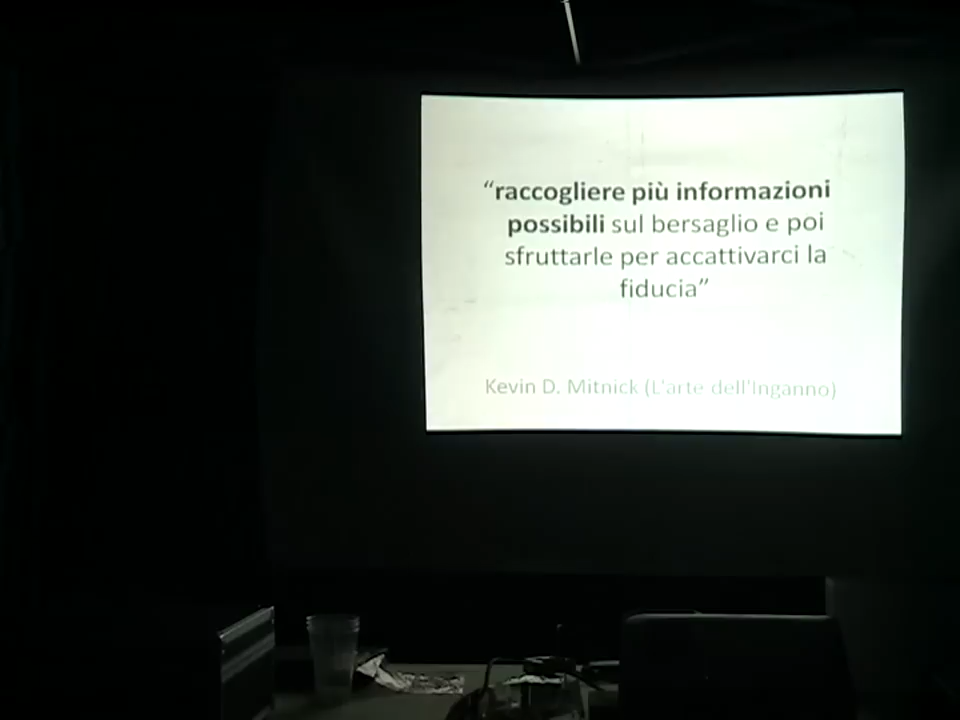 “raccogliere più informazioni
possibili sul bersaglio e poi
sfruttarle per accattivarci la
fiducia”
Kevin D. Mitnick (L'arte dell'Inganno)